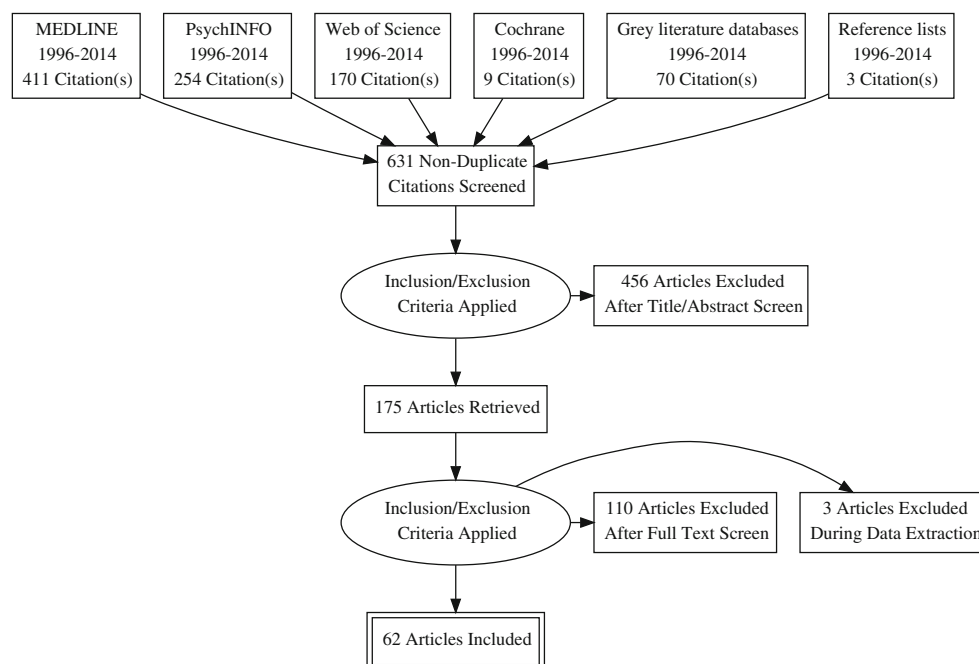 MEDLINE
1996-2014
411 Citation(s)
PsychINFO
1996-2014
254 Citation(s)
Web of Science
1996-2014
170 Citation(s)
Cochrane
1996-2014
9 Citation(s)
Grey literature databases
1996-2014
70 Citation(s)
Reference lists
1996-2014
3 Citation(s)
631 Non-Duplicate
Citations Screened
Inclusion/Exclusion
Criteria Applied
456 Articles Excluded
After Title/Abstract Screen
175 Articles Retrieved
Inclusion/Exclusion
Criteria Applied
110 Articles Excluded
After Full Text Screen
3 Articles Excluded
During Data Extraction
62 Articles Included